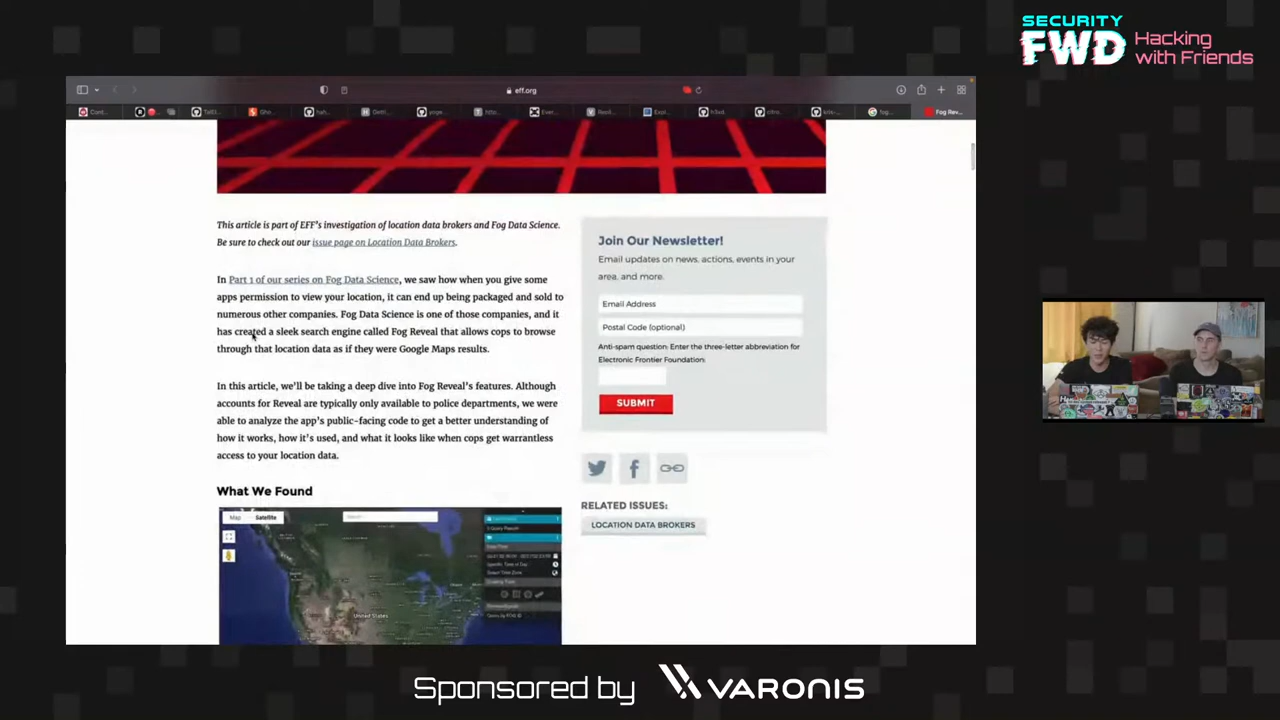 SECURITY
FWD
Hacking
with Friends
eff.org
Fog Rev...
This article is part of EFF's investigation of location data brokers and Fog Data Science.
Be sure to check out our issue page on Location Data Brokers.
In Part 1 of our series on Fog Data Science, we saw how when you give some
apps permission to view your location, it can end up being packaged and sold to
numerous other companies. Fog Data Science is one of those companies, and it
has created a sleek search engine called Fog Reveal that allows cops to browse
through that location data as if they were Google Maps results.
In this article, we'll be taking a deep dive into Fog Reveal's features. Although
accounts for Reveal are typically only available to police departments, we were
able to analyze the app's public-facing code to get a better understanding of
how it works, how it's used, and what it looks like when cops get warrantless
access to your location data.
What We Found
Map Satellite
United States
Join Our Newsletter!
Email updates on news, actions, events in your
area, and more.
Email Address
Postal Code (optional)
Anti-spam question: Enter the three-letter abbreviation for
Electronic Frontier Foundation:
SUBMIT
RELATED ISSUES:
LOCATION DATA BROKERS
Sponsored by VARONIS